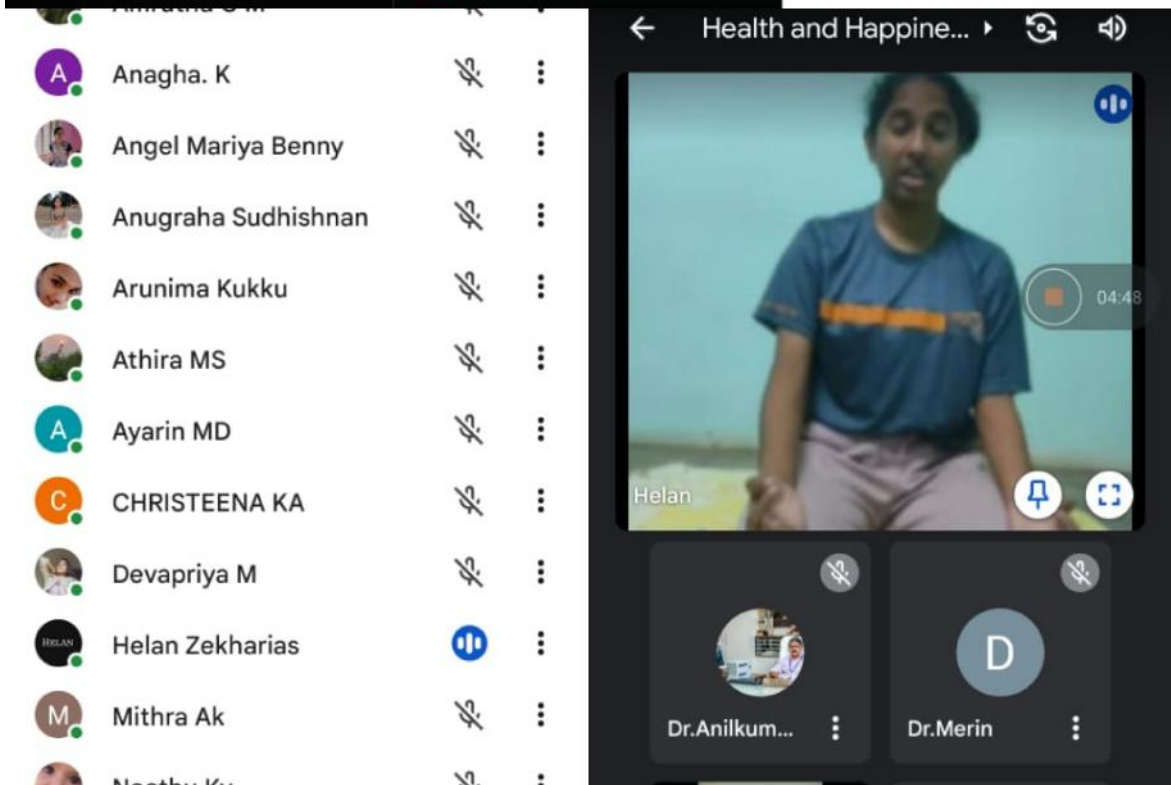 A Anagha. K
Angel Mariya Benny
Anugraha Sudhishnan
Arunima Kukku
Athira MS
A Ayarin MD
C CHRISTEENA KA
Devapriya M
HELAN Helan Zekharias
M Mithra Ak
Health and Happine...
04:48
Helan
D
Dr.Anilkum...
Dr.Merin